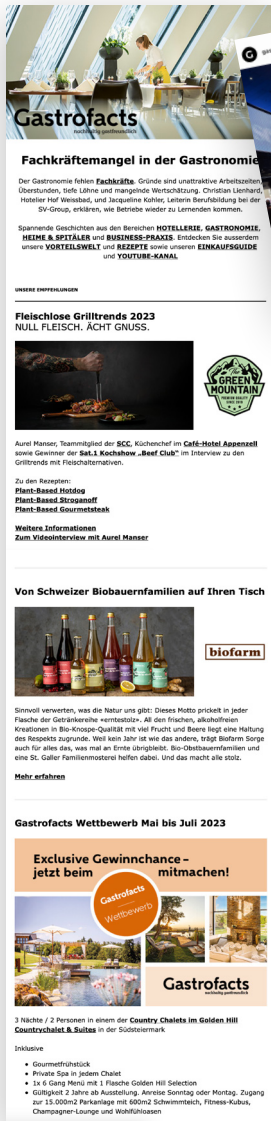 Gastrofacts
nachhaltig gastfreundlich
Fachkräftemangel in der Gastronomie
Der Gastronomie fehlen Fachkräfte. Gründe sind unattraktive Arbeitszeiten,
Überstunden, tiefe Löhne und mangelnde Wertschätzung. Christian Lienhard,
Hotelier Hof Weissbad, und Jacqueline Kohler, Leiterin Berufsbildung bei der
SV-Group, erklären, wie Betriebe wieder zu Lernenden kommen.
Spannende Geschichten aus den Bereichen HOTELLERIE, GASTRONOMIE,
HEIME & SPITÄLER und BUSINESS-PRAXIS. Entdecken Sie ausserdem
unsere VORTEILSWELT und REZEPTE sowie unseren EINKAUFSGUIDE
und YOUTUBE-KANAL
UNSERE EMPFEHLUNGEN
Fleischlose Grilltrends 2023
NULL FLEISCH. ÄCHT GNUSS.
THE
GREEN
MOUNTAIN
PREMIUM QUALITY
Aurel Manser, Teammitglied der SCC, Küchenchef im Café-Hotel Appenzell
sowie Gewinner der Sat.1 Kochshow „Beef Club“ im Interview zu den
Grilltrends mit Fleischalternativen.
Zu den Rezepten:
Plant-Based Hotdog
Plant-Based Stroganoff
Plant-Based Gourmetsteak
Weitere Informationen
Zum Videointerview mit Aurel Manser
Von Schweizer Biobauernfamilien auf Ihren Tisch
biofarm
Sinnvoll verwerten, was die Natur uns gibt: Dieses Motto prickelt in jeder
Flasche der Getränkereihe «erntestolz». All den frischen, alkoholfreien
Kreationen in Bio-Knospe-Qualität mit viel Frucht und Beere liegt eine Haltung
des Respekts zugrunde. Weil kein Jahr ist wie das andere, trägt Biofarm Sorge
auch für alles das, was mal an Ernte übrigbleibt. Bio-Obstbauernfamilien und
eine St. Galler Familienmosterei helfen dabei. Und das macht alle stolz.
Mehr erfahren
Gastrofacts Wettbewerb Mai bis Juli 2023
Exclusive Gewinnchance –
jetzt beim mitmachen!
Gastrofacts
Wettbewerb
Gastrofacts
nachhaltig gastfreundlich
3 Nächte / 2 Personen in einem der Country Chalets im Golden Hill
Countrychalet & Suites in der Südsteiermark
Inklusive
• Gourmetfrühstück
• Private Spa in jedem Chalet
• 1x 6 Gang Menü mit 1 Flasche Golden Hill Selection
• Gültigkeit 2 Jahre ab Ausstellung. Anreise Sonntag oder Montag. Zugang
zur 15.000m2 Parkanlage mit 600m2 Schwimmteich, Fitness-Kubus,
Champagner-Lounge und Wohlfühloasen